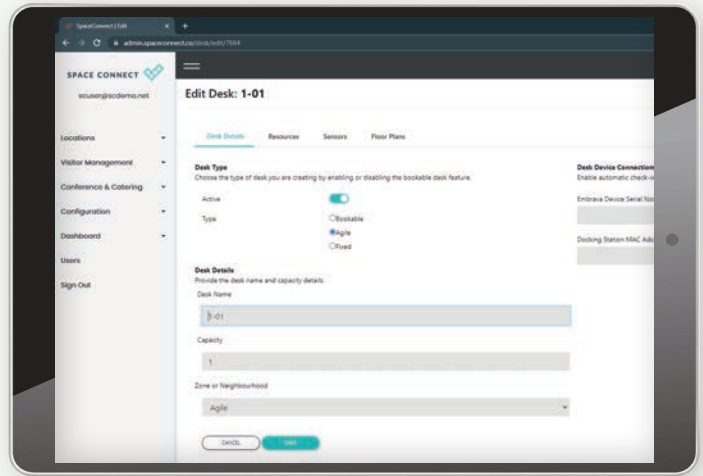 SpaceConnect | Edit
admin.spaceconnect.co/desk/edit/7684
SPACE CONNECT
scuser@scdemo.net
Locations
Visitor Management
Conference & Catering
Configuration
Dashboard
Users
Sign Out
Edit Desk: 1-01
Desk Details Resources Sensors Floor Plans
Desk Type
Choose the type of desk you are creating by enabling or disabling the bookable desk feature.
Active
Type
Bookable
Agile
Fixed
Desk Details
Provide the desk name and capacity details.
Desk Name
1-01
Capacity
1
Zone or Neighbourhood
Agile
CANCEL SAVE
Desk Device Connection
Enable automatic check-in
Embrava Device Serial
Docking Station MAC